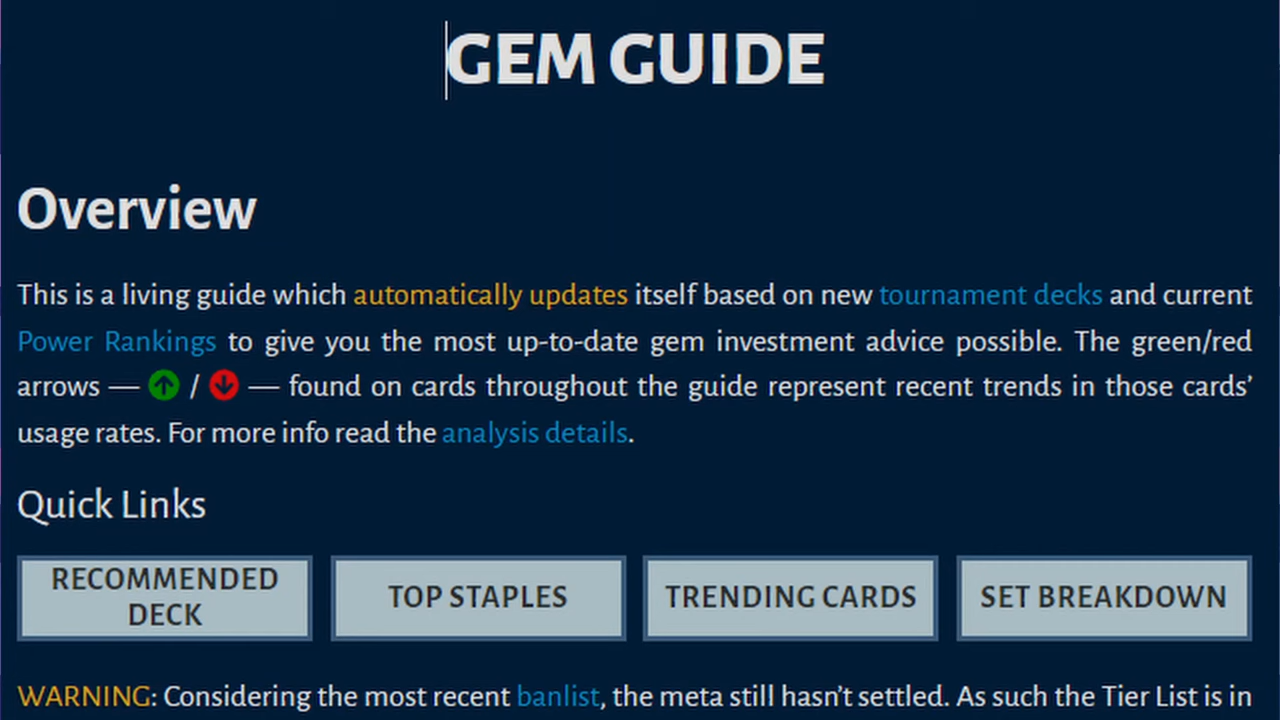 GEM GUIDE
Overview
This is a living guide which automatically updates itself based on new tournament decks and current
Power Rankings to give you the most up-to-date gem investment advice possible. The green/red
arrows — / — found on cards throughout the guide represent recent trends in those cards’
usage rates. For more info read the analysis details.
Quick Links
RECOMMENDED
DECK
TOP STAPLES
TRENDING CARDS
SET BREAKDOWN
WARNING: Considering the most recent banlist, the meta still hasn’t settled. As such the Tier List is in